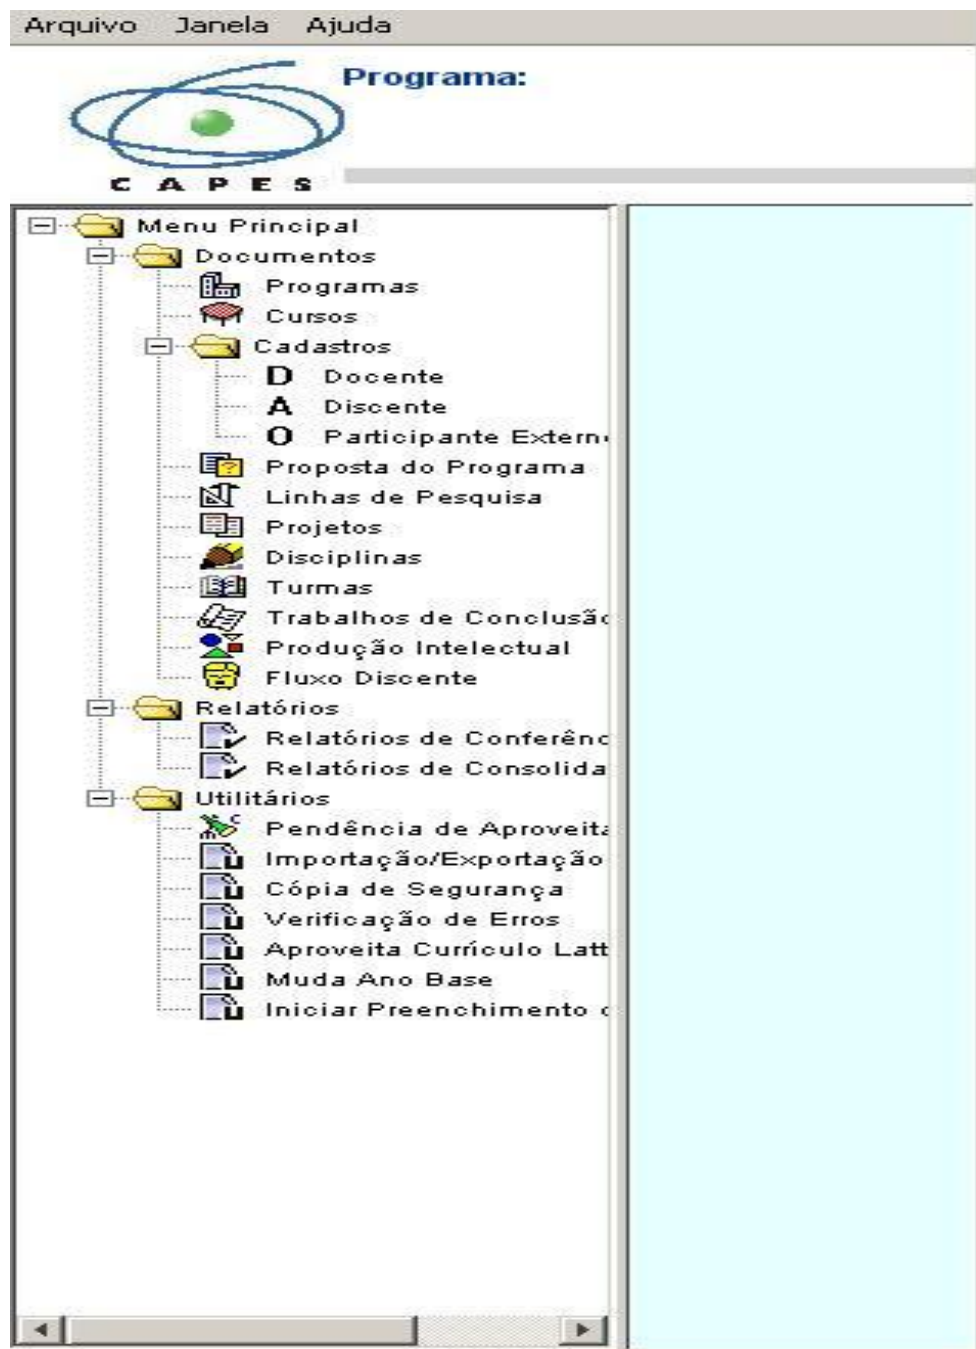 Arquivo Janela Ajuda
Programa:
CAPES
Menu Principal
Documentos
Programas
Cursos
Cadastros
D Docente
A Discente
O Participante Extern
Proposta do Programa
Linhas de Pesquisa
Projetos
Disciplinas
Turmas
Trabalhos de Conclusã
Produção Intelectual
Fluxo Discente
Relatórios
Relatórios de Conferênc
Relatórios de Consolida
Utilitários
Pendência de Aproveita
Importação/Exportação
Cópia de Segurança
Verificação de Erros
Aproveita Currículo Latt
Muda Ano Base
Iniciar Preenchimento